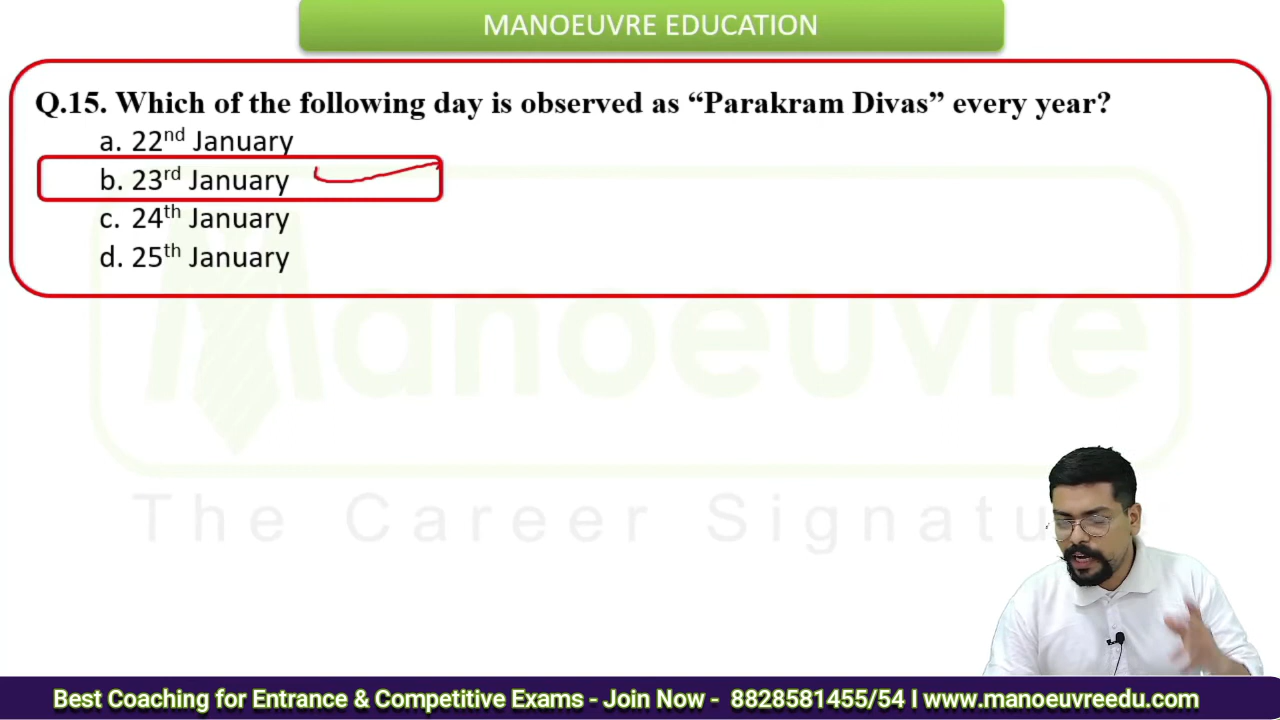 MANOEUVRE EDUCATION
Q.15. Which of the following day is observed as “Parakram Divas” every year?
a. 22nd January
b. 23rd January
c. 24th January
d. 25th January
Manoeuvre
The Career Signatu
Best Coaching for Entrance & Competitive Exams - Join Now - 8828581455/54 I www.manoeuvreedu.com